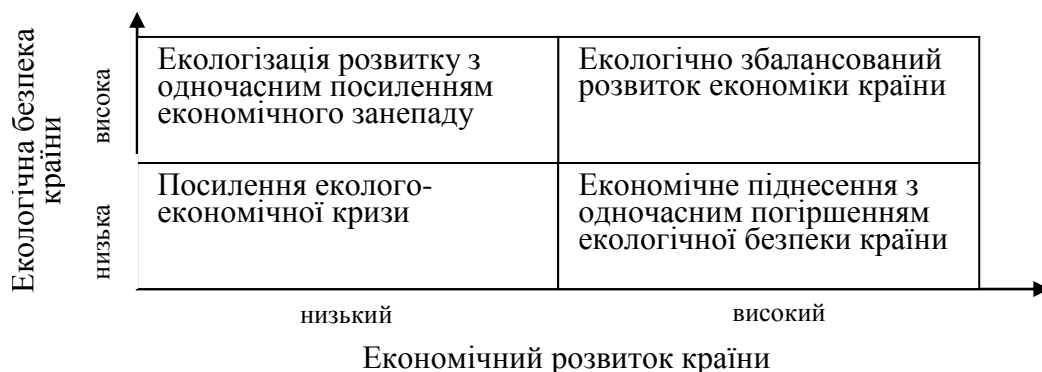 Екологічна безпека
країни
висока
низька
Екологізація розвитку з
одночасним посиленням
економічного занепаду
Екологічно збалансований
розвиток економіки країни
Посилення еколого-
економічної кризи
Економічне піднесення з
одночасним погіршенням
екологічної безпеки країни
низький
високий
Економічний розвиток країни